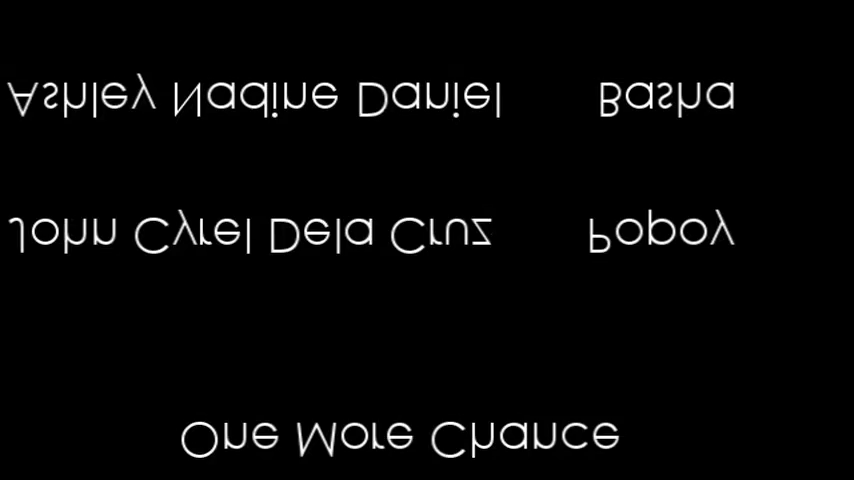 One More Chance
John Cyrel Dela Cruz Popoy
Ashley Nadine Daniel Basha